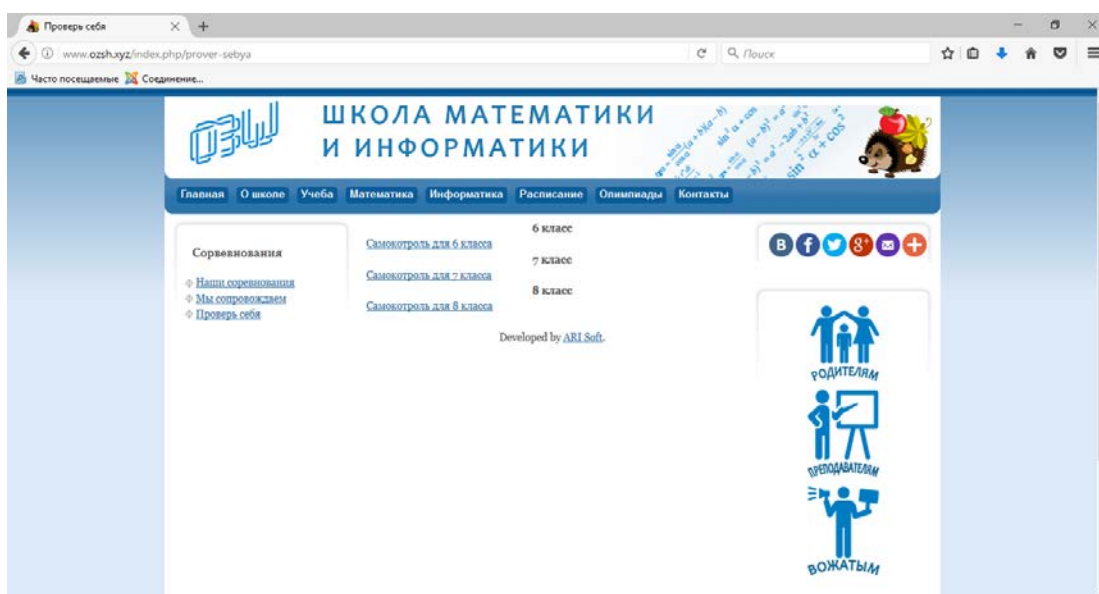 Проверь себя
www.ozsh.xyz/index.php/prover-sebya
Поиск
Часто посещаемые Соединение...
ОЗШ
ШКОЛА МАТЕМАТИКИ
И ИНФОРМАТИКИ
Главная О школе Учеба Математика Информатика Расписание Олимпиады Контакты
Сорвевнования
Наши соревнования
Мы сопровождаем
Проверь себя
6 класс
Самокотроль для 6 класса
7 класс
Самокотроль для 7 класса
8 класс
Самокотроль для 8 класса
Developed by ARI Soft.
РОДИТЕЛЯМ
ПРЕПОДАВАТЕЛЯМ
ВОЖАТЫМ